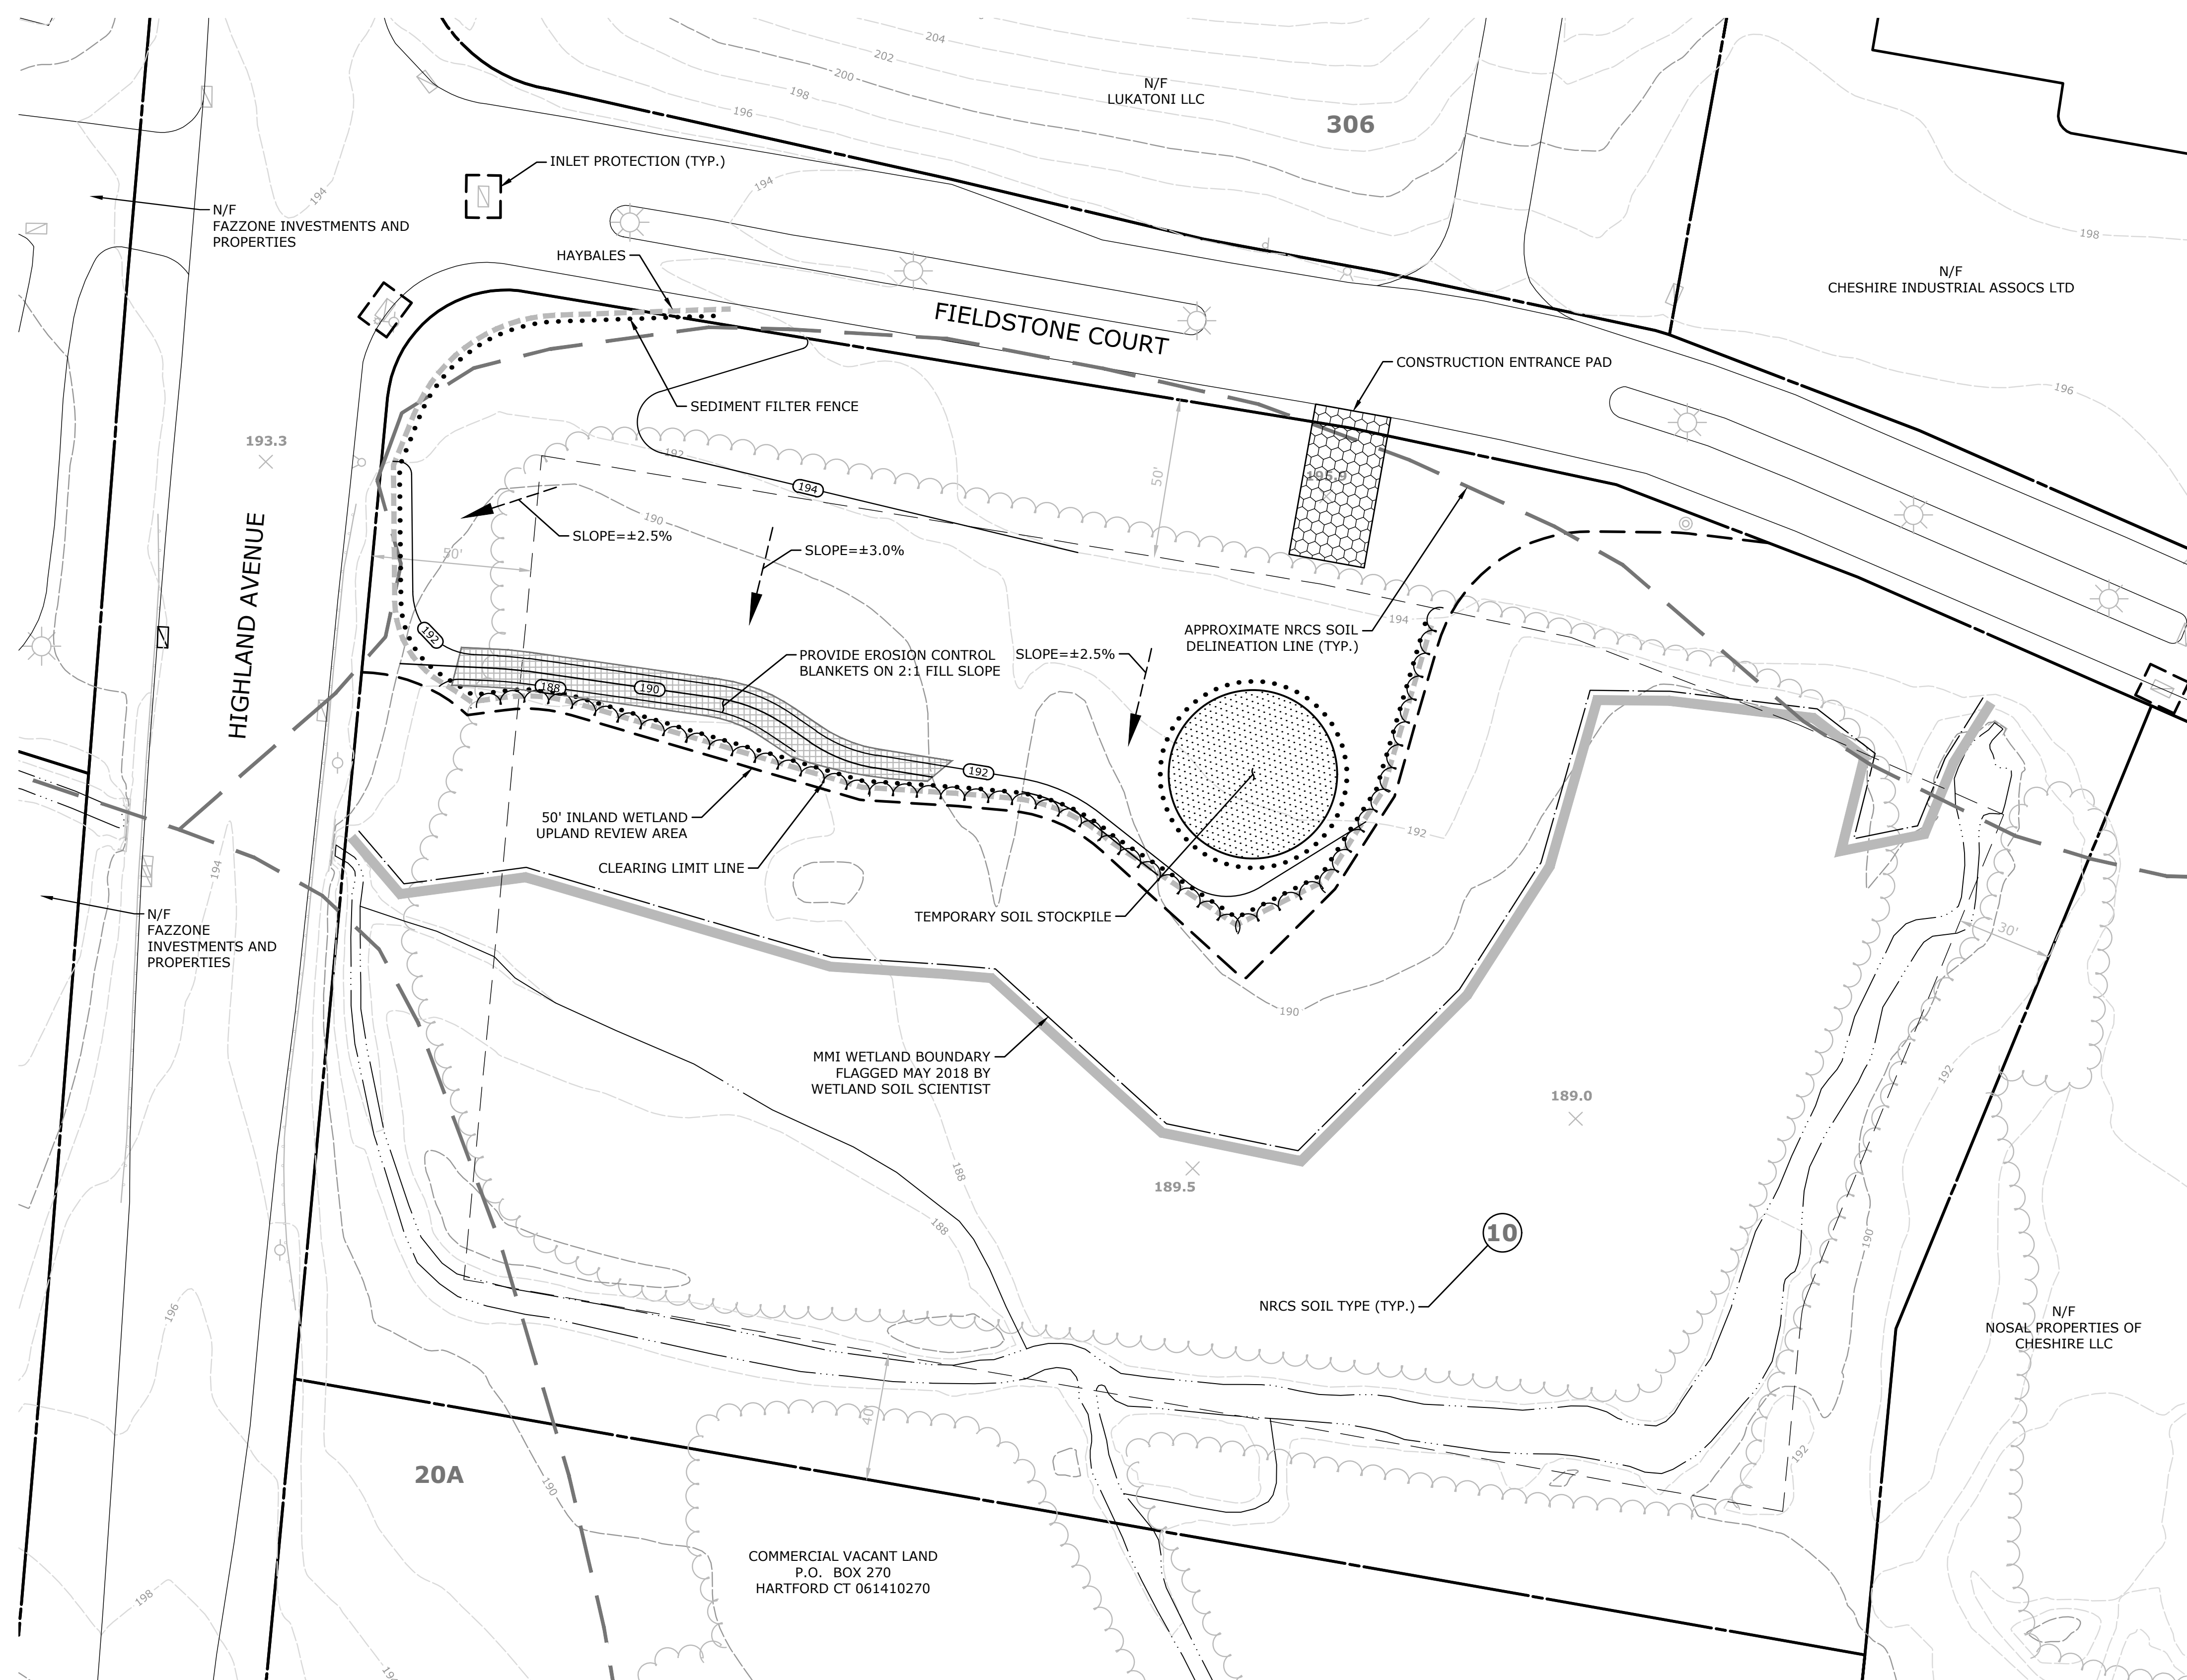 204
202
200
198
196
N/F
LUKATONI LLC
306
INLET PROTECTION (TYP.)
194
194
N/F
FAZZONE INVESTMENTS AND
PROPERTIES
198
HAYBALES
N/F
CHESHIRE INDUSTRIAL ASSOCS LTD
FIELDSTONE COURT
CONSTRUCTION ENTRANCE PAD
196
SEDIMENT FILTER FENCE
193.3
192
50'
195.9
194
190
SLOPE=±2.5%
50'
SLOPE=±3.0%
HIGHLAND AVENUE
194
192
APPROXIMATE NRCS SOIL
DELINEATION LINE (TYP.)
PROVIDE EROSION CONTROL
BLANKETS ON 2:1 FILL SLOPE
SLOPE=±2.5%
188
190
192
50' INLAND WETLAND
UPLAND REVIEW AREA
192
CLEARING LIMIT LINE
194
TEMPORARY SOIL STOCKPILE
N/F
FAZZONE
INVESTMENTS AND
PROPERTIES
30'
190
MMI WETLAND BOUNDARY
FLAGGED MAY 2018 BY
WETLAND SOIL SCIENTIST
192
189.0
188
189.5
188
10
190
NRCS SOIL TYPE (TYP.)
196
N/F
NOSAL PROPERTIES OF
CHESHIRE LLC
40'
192
20A
190
COMMERCIAL VACANT LAND
P.O. BOX 270
HARTFORD CT 061410270
198
194